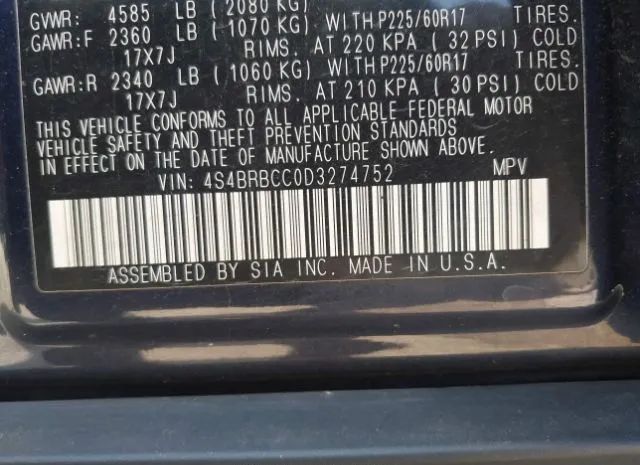 GVWR: 4585 LB (2080 KG)
GAWR:F 2360 LB (1070 KG) WITH P225/60R17 TIRES.
17X7J RIMS. AT 220 KPA (32 PSI) COLD
GAWR:R 2340 LB (1060 KG) WITH P225/60R17 TIRES.
17X7J RIMS. AT 210 KPA (30 PSI) COLD
THIS VEHICLE CONFORMS TO ALL APPLICABLE FEDERAL MOTOR
VEHICLE SAFETY AND THEFT PREVENTION STANDARDS
IN EFFECT ON THE DATE OF MANUFACTURE SHOWN ABOVE.
VIN: 4S4BRBCC0D3274752 MPV
ASSEMBLED BY SIA INC. MADE IN U.S.A.